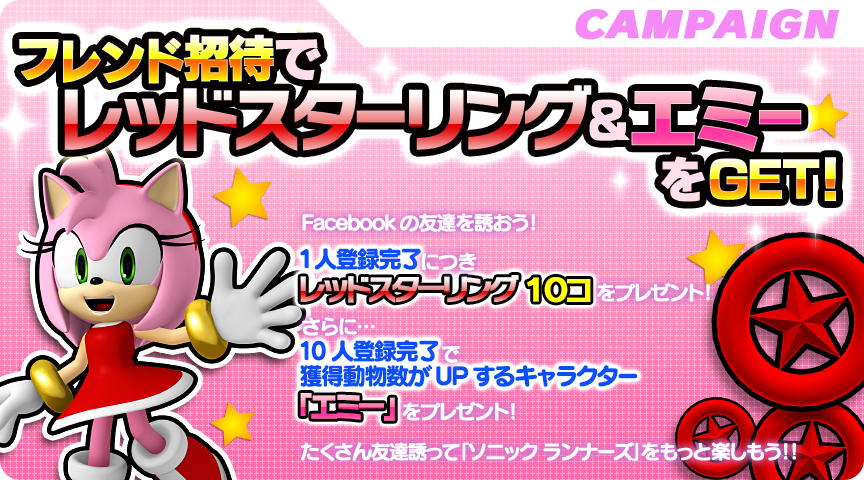 CAMPAIGN
フレンド招待で
レッドスターリング&エミー
をGET!
Facebookの友達を誘おう!
1人登録完了につき
レッドスターリング 10コ をプレゼント!
さらに…
10人登録完了で
獲得動物数がUPするキャラクター
「エミー」をプレゼント!
たくさん友達誘って「ソニック ランナーズ」をもっと楽しもう!!